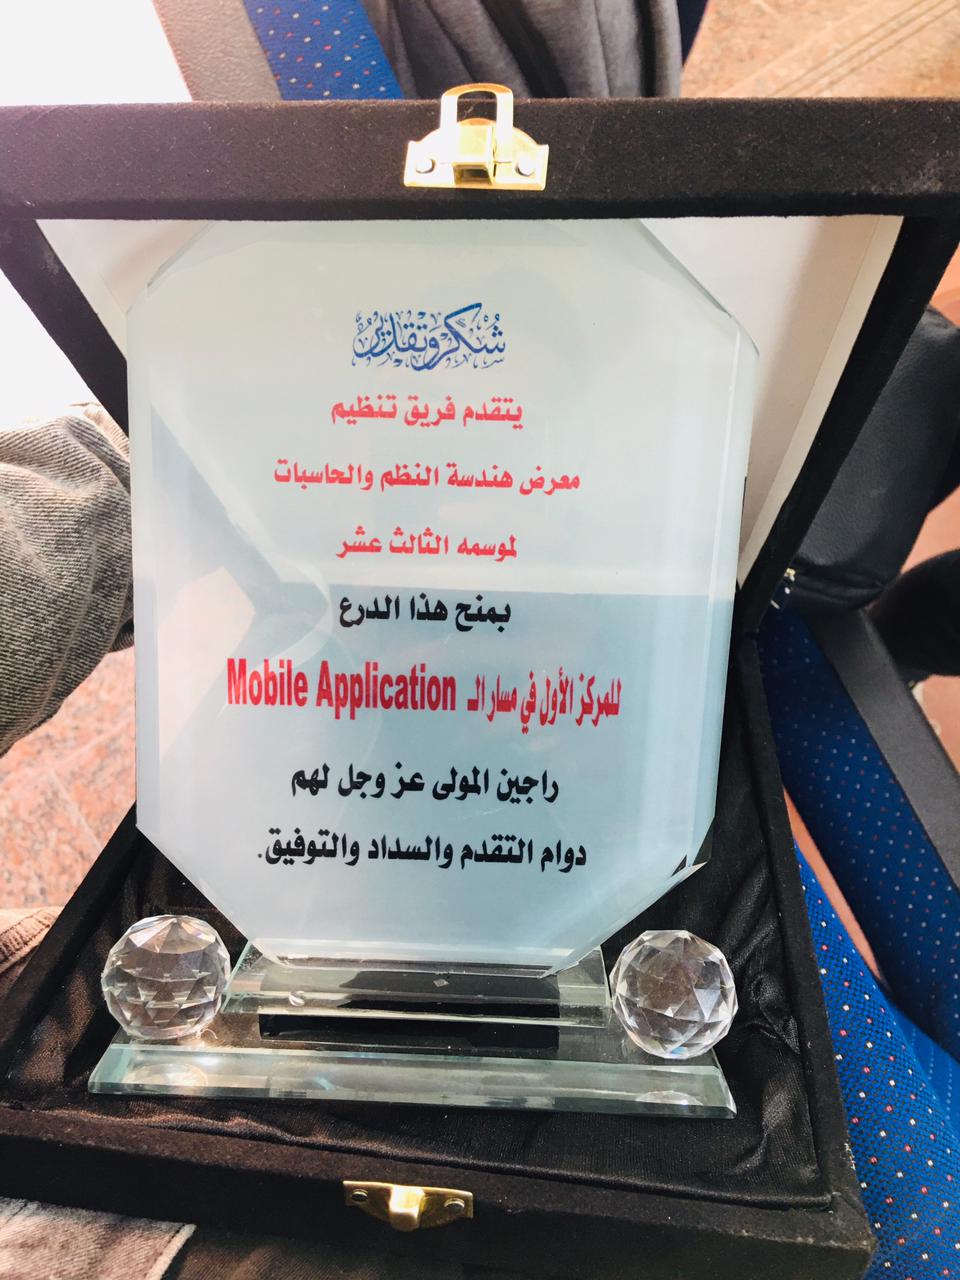 شكر وتقدير
يتقدم فريق تنظيم
معرض هندسة النظم والحاسبات
لموسمه الثالث عشر
بمنح هذا الدرع
للمركز الأول في مسار الـ Mobile Application
راجين المولى عز وجل لهم
دوام التقدم والسداد والتوفيق.